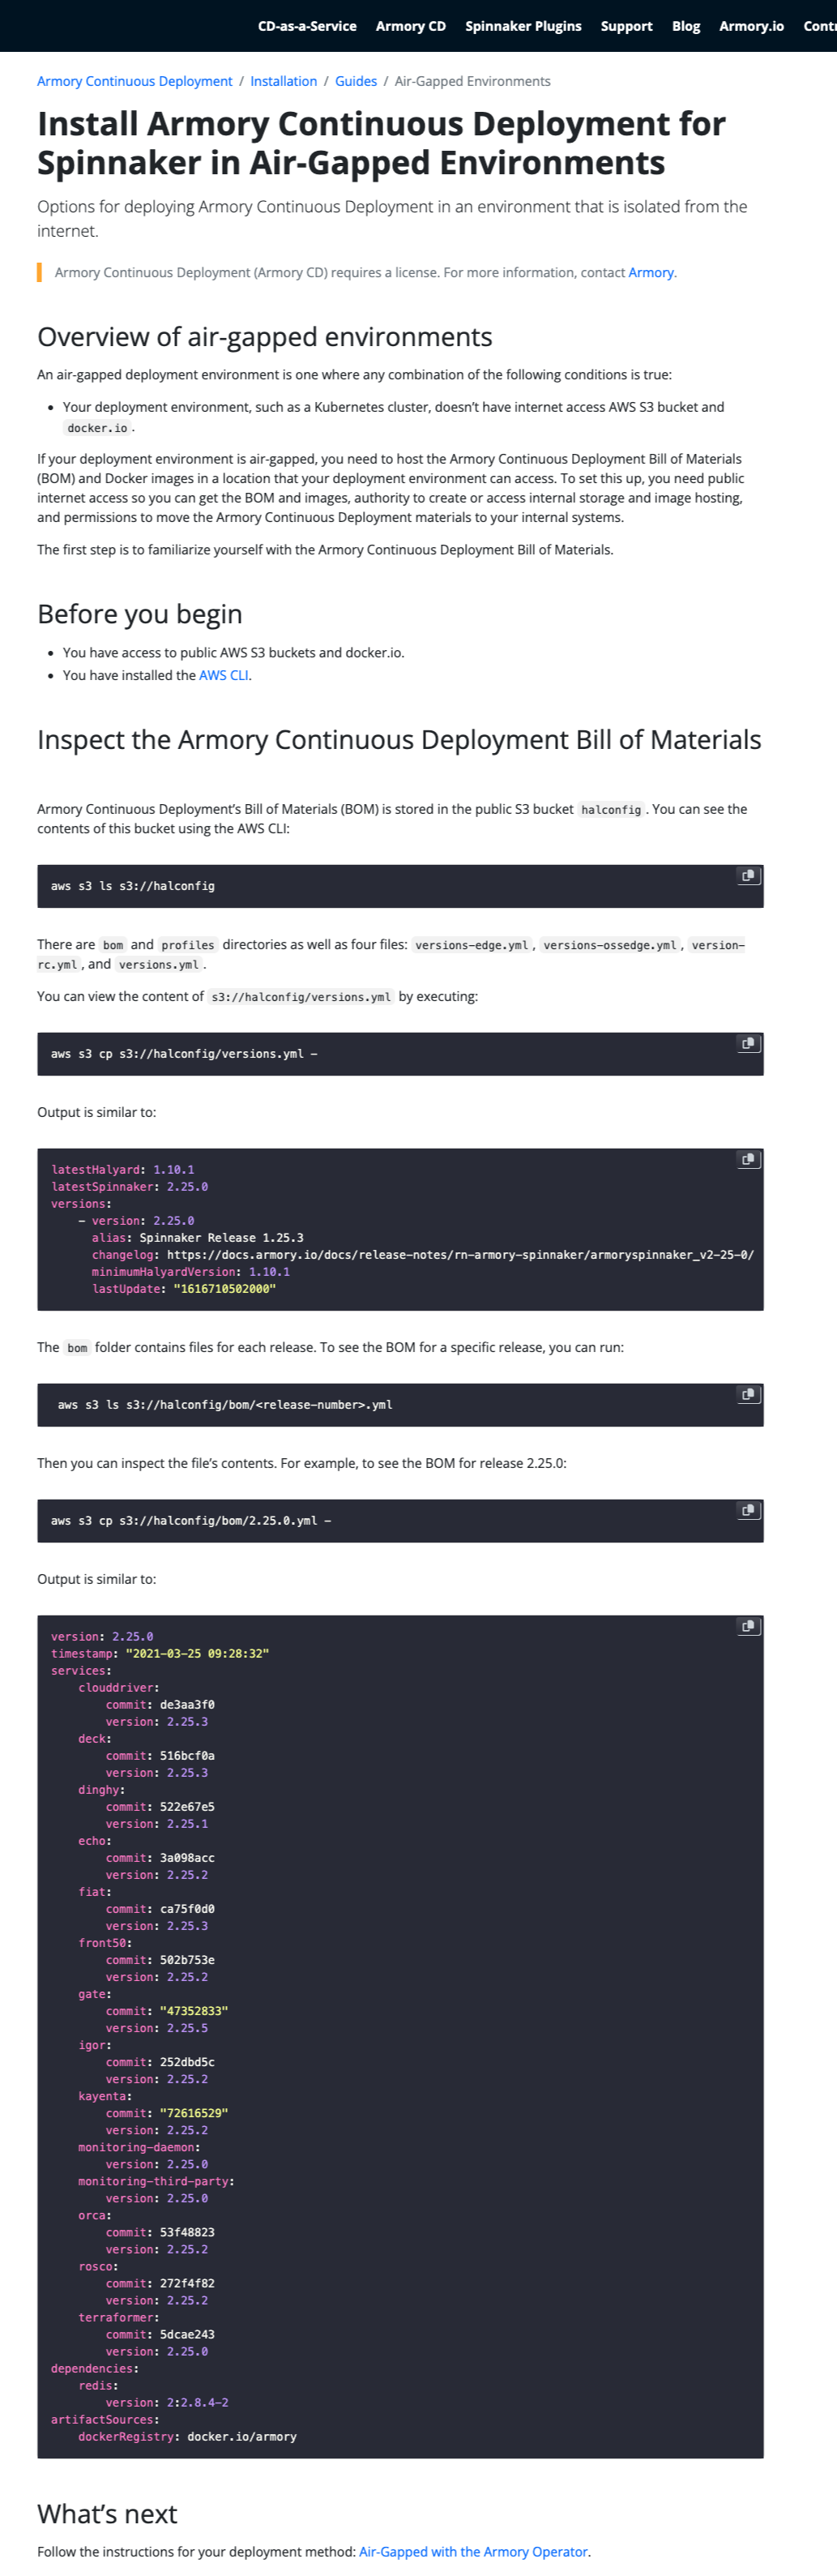 CD-as-a-Service Armory CD Spinnaker Plugins Support Blog Armory.io
Armory Continuous Deployment / Installation / Guides / Air-Gapped Environments
Install Armory Continuous Deployment for
Spinnaker in Air-Gapped Environments
Options for deploying Armory Continuous Deployment in an environment that is isolated from the
internet.
Armory Continuous Deployment (Armory CD) requires a license. For more information, contact Armory.
Overview of air-gapped environments
An air-gapped deployment environment is one where any combination of the following conditions is true:
• Your deployment environment, such as a Kubernetes cluster, doesn’t have internet access AWS S3 bucket and
docker.io.
If your deployment environment is air-gapped, you need to host the Armory Continuous Deployment Bill of Materials
(BOM) and Docker images in a location that your deployment environment can access. To set this up, you need public
internet access so you can get the BOM and images, authority to create or access internal storage and image hosting,
and permissions to move the Armory Continuous Deployment materials to your internal systems.
The first step is to familiarize yourself with the Armory Continuous Deployment Bill of Materials.
Before you begin
• You have access to public AWS S3 buckets and docker.io.
• You have installed the AWS CLI.
Inspect the Armory Continuous Deployment Bill of Materials
Armory Continuous Deployment’s Bill of Materials (BOM) is stored in the public S3 bucket halconfig. You can see the
contents of this bucket using the AWS CLI:
aws s3 ls s3://halconfig
There are bom and profiles directories as well as four files: versions-edge.yml, versions-ossedge.yml, version-
rc.yml, and versions.yml.
You can view the content of s3://halconfig/versions.yml by executing:
aws s3 cp s3://halconfig/versions.yml -
Output is similar to:
latestHalyard: 1.10.1
latestSpinnaker: 2.25.0
versions:
    - version: 2.25.0
      alias: Spinnaker Release 1.25.3
      changelog: https://docs.armory.io/docs/release-notes/rn-armory-spinnaker/armoryspinnaker_v2-25-0/
      minimumHalyardVersion: 1.10.1
      lastUpdate: "1616710502000"
The bom folder contains files for each release. To see the BOM for a specific release, you can run:
 aws s3 ls s3://halconfig/bom/<release-number>.yml
Then you can inspect the file’s contents. For example, to see the BOM for release 2.25.0:
aws s3 cp s3://halconfig/bom/2.25.0.yml -
Output is similar to:
version: 2.25.0
timestamp: "2021-03-25 09:28:32"
services:
    clouddriver:
        commit: de3aa3f0
        version: 2.25.3
    deck:
        commit: 516bcf0a
        version: 2.25.3
    dinghy:
        commit: 522e67e5
        version: 2.25.1
    echo:
        commit: 3a098acc
        version: 2.25.2
    fiat:
        commit: ca75f0d0
        version: 2.25.3
    front50:
        commit: 502b753e
        version: 2.25.2
    gate:
        commit: "47352833"
        version: 2.25.5
    igor:
        commit: 252dbd5c
        version: 2.25.2
    kayenta:
        commit: "72616529"
        version: 2.25.2
    monitoring-daemon:
        version: 2.25.0
    monitoring-third-party:
        version: 2.25.0
    orca:
        commit: 53f48823
        version: 2.25.2
    rosco:
        commit: 272f4f82
        version: 2.25.2
    terraformer:
        commit: 5dcae243
        version: 2.25.0
dependencies:
    redis:
        version: 2:2.8.4-2
artifactSources:
    dockerRegistry: docker.io/armory
What’s next
Follow the instructions for your deployment method: Air-Gapped with the Armory Operator.